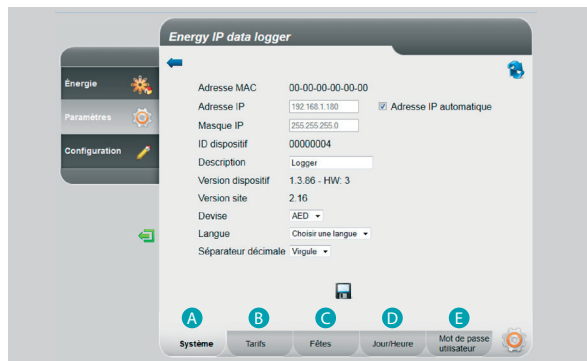 Energy IP data logger
Énergie
Paramètres
Configuration
Adresse MAC 00-00-00-00-00-00
Adresse IP 192.168.1.180 Adresse IP automatique
Masque IP 255.255.255.0
ID dispositif 00000004
Description Logger
Version dispositif 1.3.86 - HW: 3
Version site 2.16
Devise AED
Langue Choisir une langue
Séparateur décimale Virgule
A B C D E
Système Tarifs Fêtes Jour/Heure Mot de passe utilisateur